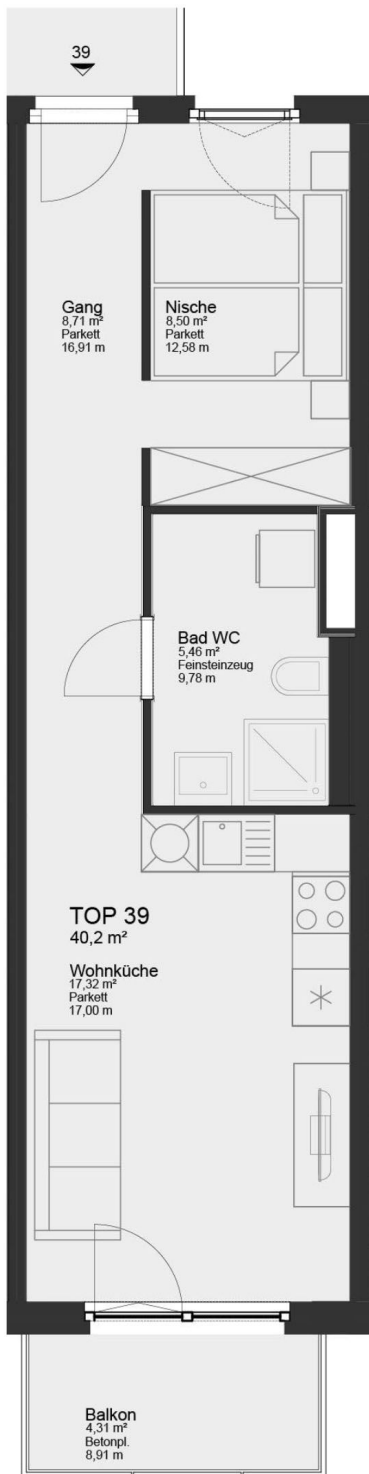 39
Gang
8,71 m²
Parkett
16,91 m
Nische
8,50 m²
Parkett
12,58 m
Bad WC
5,46 m²
Feinsteinzeug
9,78 m
TOP 39
40,2 m²
Wohnküche
17,32 m²
Parkett
17,00 m
Balkon
4,31 m²
Betonpl.
8,91 m